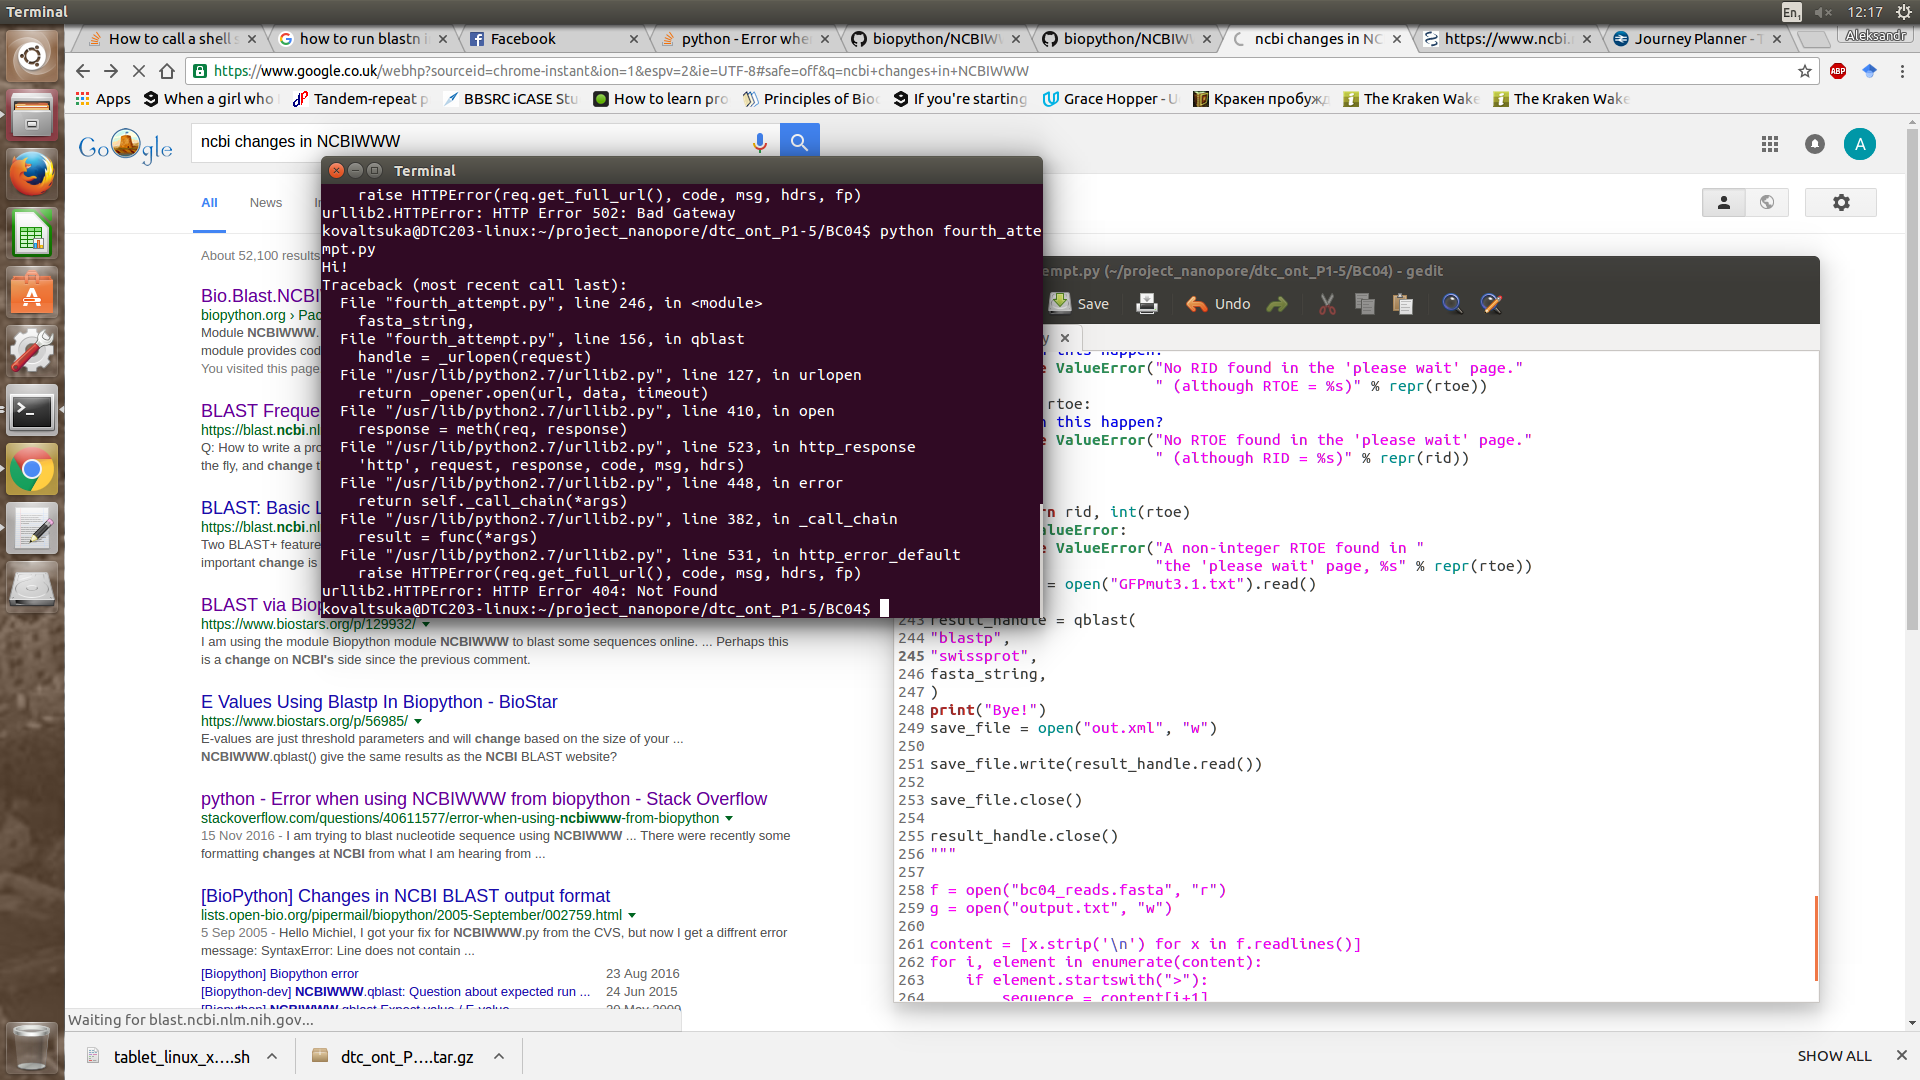 Terminal
En1
12:17
How to call a shell s
how to run blastn i
Facebook
python - Error whe
biopython/NCBIW
biopython/NCBIW
ncbi changes in NC
https://www.ncbi.
Journey Planner - T
Aleksandr
https://www.google.co.uk/webhp?sourceid=chrome-instant&ion=1&espv=2&ie=UTF-8#safe=off&q=ncbi+changes+in+NCBIWWW
ABP
Apps
When a girl who
Tandem-repeat p
BBSRC iCASE Stu
How to learn pro
Principles of Bioc
If you're starting
Grace Hopper - U
Кракен пробужд
The Kraken Wake
The Kraken Wake
Google
ncbi changes in NCBIWWW
A
All
News
About 52,100 results
Bio.Blast.NCBI
biopython.org › Pac
Module NCBIWWW.
module provides cod
You visited this page
BLAST Freque
https://blast.ncbi.nl
Q: How to write a pro
the fly, and change t
BLAST: Basic L
https://blast.ncbi.nl
Two BLAST+ feature
important change is
BLAST via Biop
https://www.biostars.org/p/129932/
I am using the module Biopython module NCBIWWW to blast some sequences online. ... Perhaps this
is a change on NCBI's side since the previous comment.
E Values Using Blastp In Biopython - BioStar
https://www.biostars.org/p/56985/
E-values are just threshold parameters and will change based on the size of your ...
NCBIWWW.qblast() give the same results as the NCBI BLAST website?
python - Error when using NCBIWWW from biopython - Stack Overflow
stackoverflow.com/questions/40611577/error-when-using-ncbiwww-from-biopython
15 Nov 2016 - I am trying to blast nucleotide sequence using NCBIWWW ... There were recently some
formatting changes at NCBI from what I am hearing from ...
[BioPython] Changes in NCBI BLAST output format
lists.open-bio.org/pipermail/biopython/2005-September/002759.html
5 Sep 2005 - Hello Michiel, I got your fix for NCBIWWW.py from the CVS, but now I get a diffrent error
message: SyntaxError: Line does not contain ...
[Biopython] Biopython error 23 Aug 2016
[Biopython-dev] NCBIWWW.qblast: Question about expected run ... 24 Jun 2015
Waiting for blast.ncbi.nlm.nih.gov...
Terminal
raise HTTPError(req.get_full_url(), code, msg, hdrs, fp)
urllib2.HTTPError: HTTP Error 502: Bad Gateway
kovaltsuka@DTC203-linux:~/project_nanopore/dtc_ont_P1-5/BC04$ python fourth_atte
mpt.py
Hi!
Traceback (most recent call last):
File "fourth_attempt.py", line 246, in <module>
fasta_string,
File "fourth_attempt.py", line 156, in qblast
handle = _urlopen(request)
File "/usr/lib/python2.7/urllib2.py", line 127, in urlopen
return _opener.open(url, data, timeout)
File "/usr/lib/python2.7/urllib2.py", line 410, in open
response = meth(req, response)
File "/usr/lib/python2.7/urllib2.py", line 523, in http_response
'http', request, response, code, msg, hdrs)
File "/usr/lib/python2.7/urllib2.py", line 448, in error
return self._call_chain(*args)
File "/usr/lib/python2.7/urllib2.py", line 382, in _call_chain
result = func(*args)
File "/usr/lib/python2.7/urllib2.py", line 531, in http_error_default
raise HTTPError(req.get_full_url(), code, msg, hdrs, fp)
urllib2.HTTPError: HTTP Error 404: Not Found
kovaltsuka@DTC203-linux:~/project_nanopore/dtc_ont_P1-5/BC04$
empt.py (~/project_nanopore/dtc_ont_P1-5/BC04) - gedit
Save
Undo
y
this happen?
e ValueError("No RID found in the 'please wait' page."
" (although RTOE = %s)" % repr(rtoe))
rtoe:
n this happen?
e ValueError("No RTOE found in the 'please wait' page."
" (although RID = %s)" % repr(rid))
n rid, int(rtoe)
alueError:
e ValueError("A non-integer RTOE found in "
"the 'please wait' page, %s" % repr(rtoe))
= open("GFPmut3.1.txt").read()
243 result_handle = qblast(
244 "blastp",
245 "swissprot",
246 fasta_string,
247 )
248 print("Bye!")
249 save_file = open("out.xml", "w")
250
251 save_file.write(result_handle.read())
252
253 save_file.close()
254
255 result_handle.close()
256 """
257
258 f = open("bc04_reads.fasta", "r")
259 g = open("output.txt", "w")
260
261 content = [x.strip('\n') for x in f.readlines()]
262 for i, element in enumerate(content):
263 if element.startswith(">"):
264 sequence = content[i+1]
tablet_linux_x....sh
dtc_ont_P....tar.gz
SHOW ALL